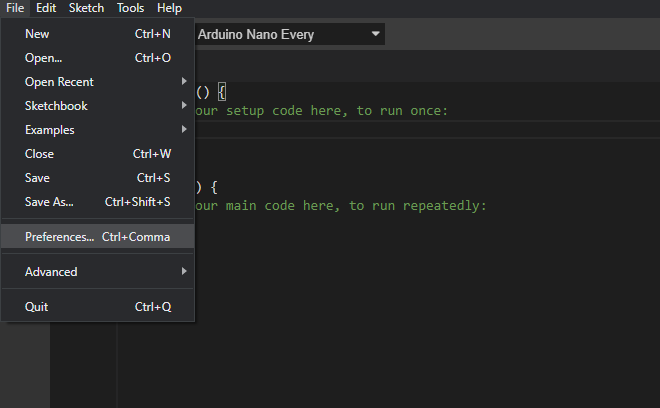 File Edit Sketch Tools Help
New Ctrl+N
Arduino Nano Every
Open... Ctrl+O
Open Recent
() {
Sketchbook
our setup code here, to run once:
Examples
Close Ctrl+W
Save Ctrl+S
) {
Save As... Ctrl+Shift+S
our main code here, to run repeatedly:
Preferences... Ctrl+Comma
Advanced
Quit Ctrl+Q